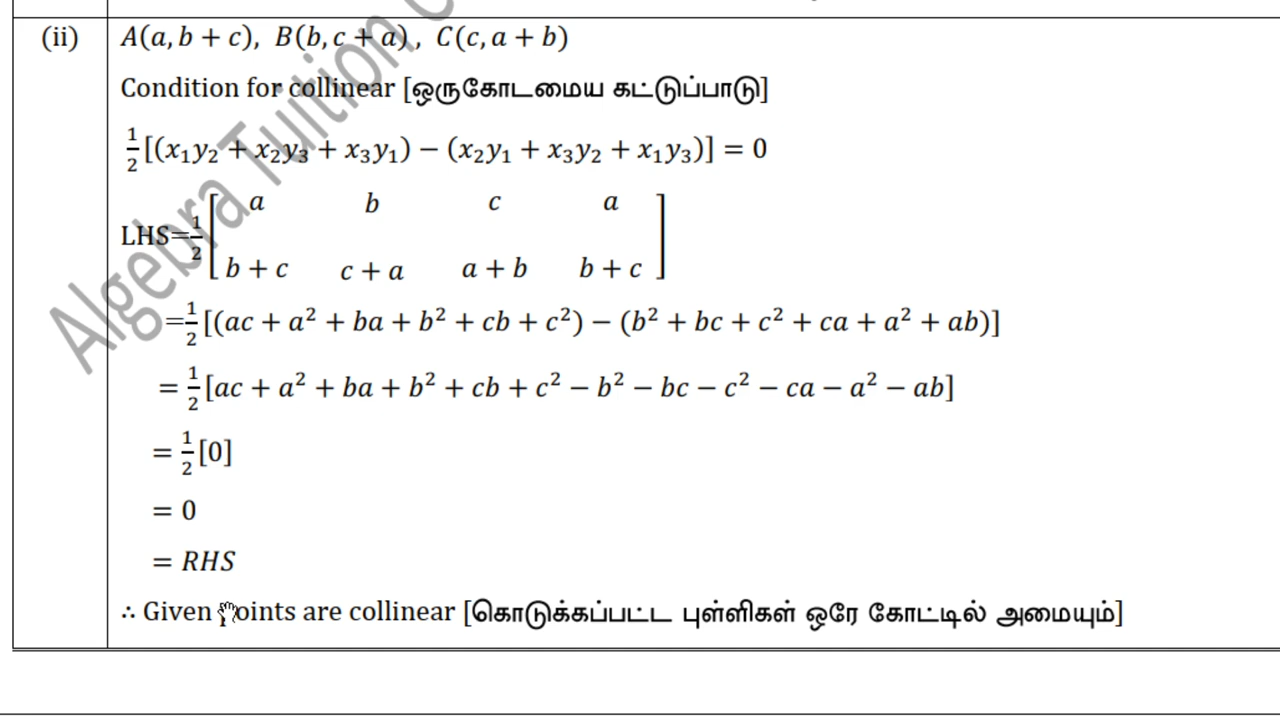 (ii) A(a, b + c), B(b, c + a), C(c, a + b)
Condition for collinear [ஒருகோடமைய கட்டுப்பாடு]
½[(x₁y₂ + x₂y₃ + x₃y₁) − (x₂y₁ + x₃y₂ + x₁y₃)] = 0
a b c a
LHS=½[ ]
b + c c + a a + b b + c
=½[(ac + a² + ba + b² + cb + c²) − (b² + bc + c² + ca + a² + ab)]
= ½[ac + a² + ba + b² + cb + c² − b² − bc − c² − ca − a² − ab]
= ½[0]
= 0
= RHS
∴ Given points are collinear [கொடுக்கப்பட்ட புள்ளிகள் ஒரே கோட்டில் அமையும்]
Algebra Tuition